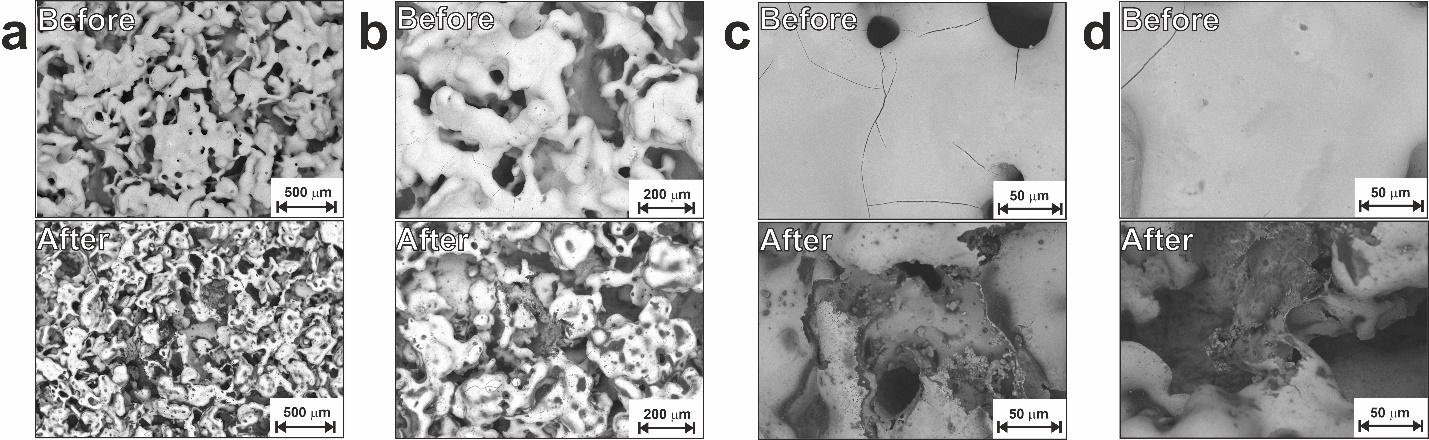 a
Before
500 μm
After
500 μm
b
Before
200 μm
After
200 μm
c
Before
50 μm
After
50 μm
d
Before
50 μm
After
50 μm